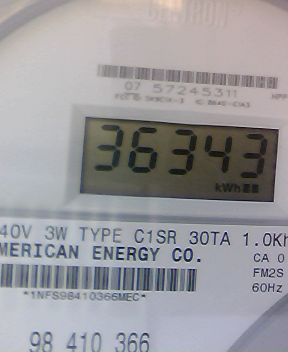 07 57245311
36343
kWh
40V 3W TYPE C1SR 30TA 1.0Kh
MERICAN ENERGY CO.
CA 0
FM2S
60Hz
*1NFS98410366MEC*
98 410 366